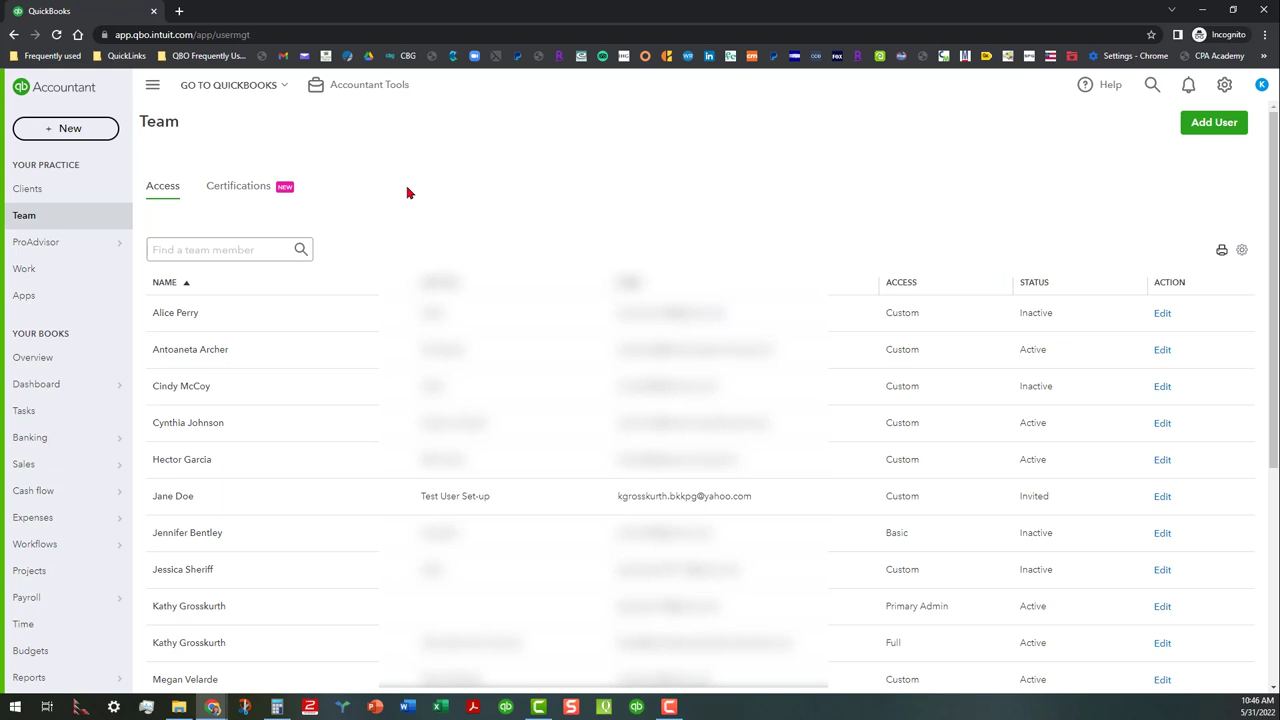 QuickBooks
app.qbo.intuit.com/app/usermgt
Incognito
Frequently used
QuickLinks
QBO Frequently Us...
CBG
Settings - Chrome
CPA Academy
qb Accountant
GO TO QUICKBOOKS
Accountant Tools
Help
K
+ New
Team
Add User
YOUR PRACTICE
Clients
Team
ProAdvisor
Work
Apps
YOUR BOOKS
Overview
Dashboard
Tasks
Banking
Sales
Cash flow
Expenses
Workflows
Projects
Payroll
Time
Budgets
Reports
Access
Certifications NEW
Find a team member
NAME ACCESS STATUS ACTION
Alice Perry Custom Inactive Edit
Antoaneta Archer Custom Active Edit
Cindy McCoy Custom Inactive Edit
Cynthia Johnson Custom Active Edit
Hector Garcia Custom Active Edit
Jane Doe Test User Set-up kgrosskurth.bkkpg@yahoo.com Custom Invited Edit
Jennifer Bentley Basic Inactive Edit
Jessica Sheriff Custom Inactive Edit
Kathy Grosskurth Primary Admin Active Edit
Kathy Grosskurth Full Active Edit
Megan Velarde Custom Active Edit
10:46 AM
5/31/2022